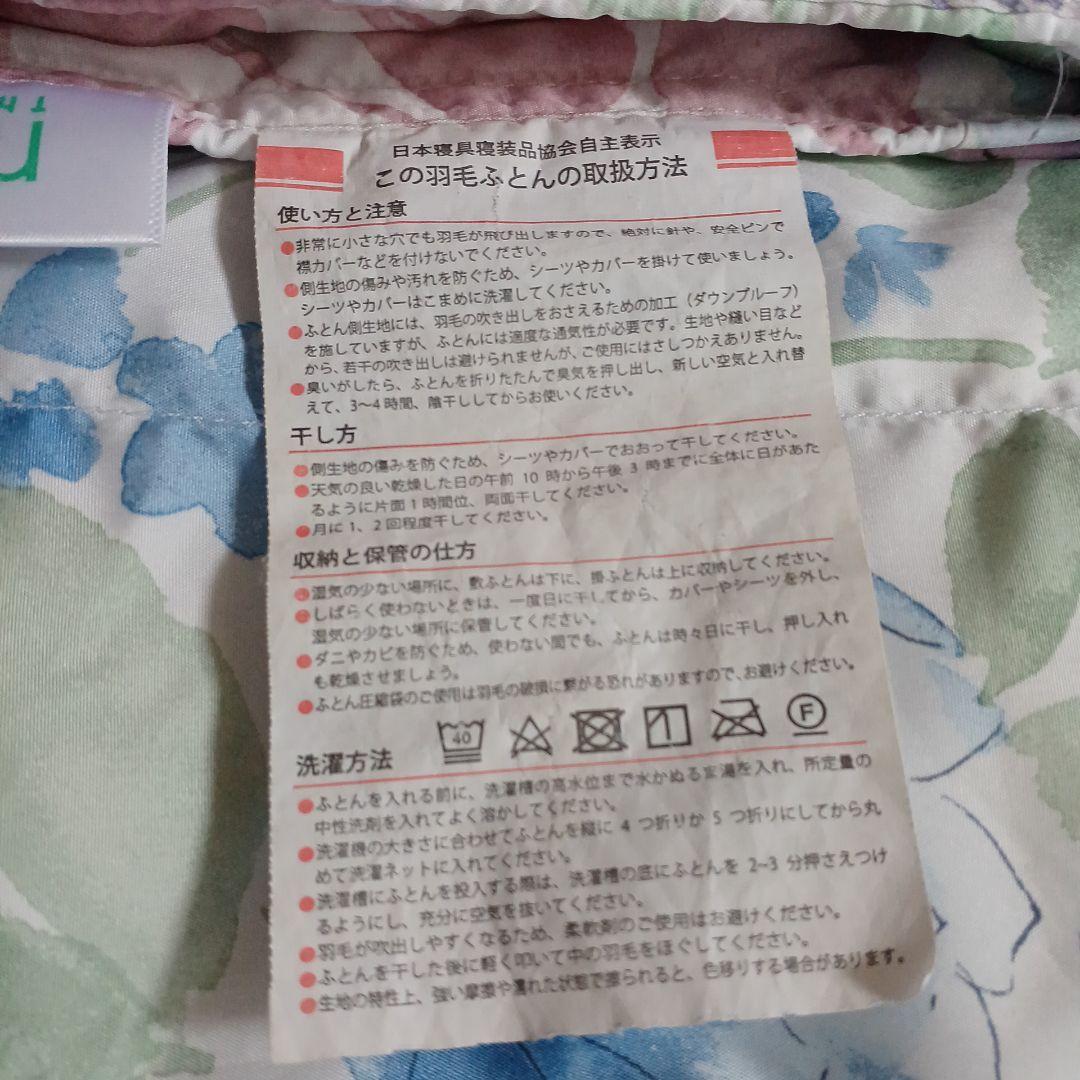 日本寝具寝装品協会自主表示
この羽毛ふとんの取扱方法
使い方と注意
●非常に小さな穴でも羽毛が飛び出しますので、絶対に針や、安全ピンで
襟カバーなどを付けないでください。
●側生地の傷みや汚れを防ぐため、シーツやカバーを掛けて使いましょう。
シーツやカバーはこまめに洗濯してください。
●ふとん側生地には、羽毛の吹き出しをおさえるための加工（ダウンプルーフ）
を施していますが、ふとんには適度な通気性が必要です。生地や縫い目など
から、若干の吹き出しは避けられませんが、ご使用にはさしつかえありません。
●臭いがしたら、ふとんを折りたたんで臭気を押し出し、新しい空気と入れ替
えて、3〜4時間、陰干ししてからお使いください。
干し方
●側生地の傷みを防ぐため、シーツやカバーでおおって干してください。
●天気の良い乾燥した日の午前 10 時から午後 3 時までに全体に日があた
るように片面1時間位、両面干してください。
●月に1、2回程度干してください。
収納と保管の仕方
●湿気の少ない場所に、敷ふとんは下に、掛ふとんは上に収納してください。
●しばらく使わないときは、一度日に干してから、カバーやシーツを外し、
湿気の少ない場所に保管してください。
●ダニやカビを防ぐため、使わない間でも、ふとんは時々日に干し、押し入れ
も乾燥させましょう。
●ふとん圧縮袋のご使用は羽毛の破損に繋がる恐れがありますので、お避けください。
40
F
洗濯方法
●ふとんを入れる前に、洗濯槽の高水位まで水かぬるま湯を入れ、所定量の
中性洗剤を入れてよく溶かしてください。
●洗濯機の大きさに合わせてふとんを縦に 4 つ折りか 5 つ折りにしてから丸
めて洗濯ネットに入れてください。
●洗濯槽にふとんを投入する際は、洗濯槽の底にふとんを 2〜3 分押さえつけ
るようにし、充分に空気を抜いてください。
●羽毛が吹出しやすくなるため、柔軟剤のご使用はお避けください。
●ふとんを干した後に軽く叩いて中の羽毛をほぐしてください。
●生地の特性上、強い摩擦や濡れた状態で擦られると、色移りする場合があります。